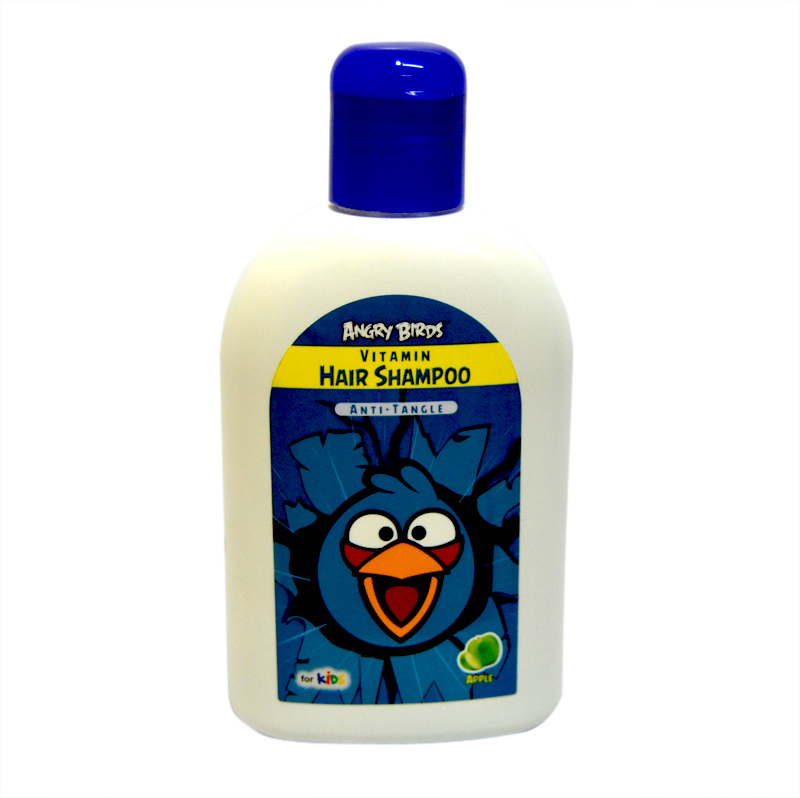 ANGRY BIRDS
VITAMIN
HAIR SHAMPOO
ANTI-TANGLE
for KiDS
APPLE